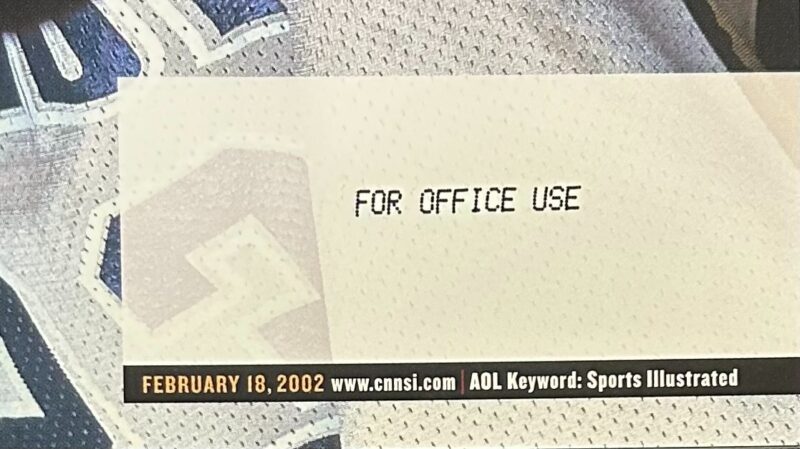 FOR OFFICE USE
FEBRUARY 18, 2002 www.cnnsi.com | AOL Keyword: Sports Illustrated